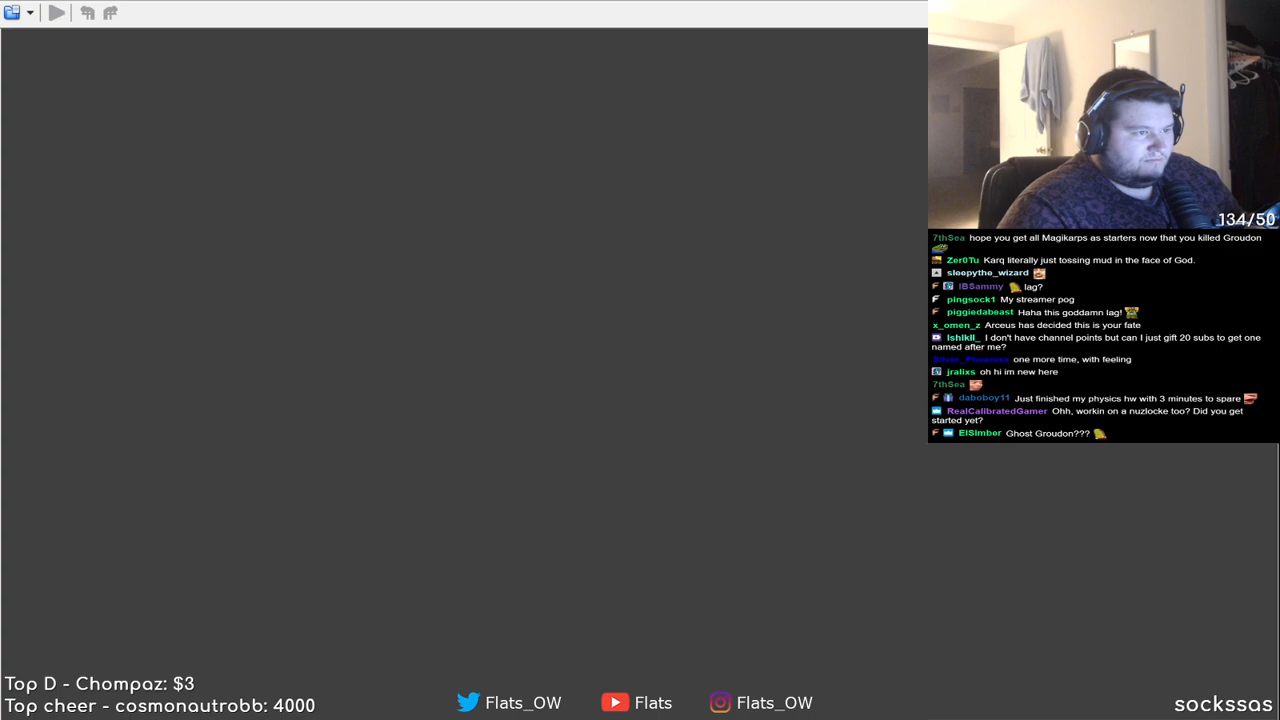 134/50
7thSea hope you get all Magikarps as starters now that you killed Groudon
Zer0Tu Karq literally just tossing mud in the face of God.
sleepythe_wizard
IBSammy lag?
pingsock1 My streamer pog
piggiedabeast Haha this goddamn lag!
x_omen_z Arceus has decided this is your fate
I don't have channel points but can I just gift 20 subs to get one
named after me?
one more time, with feeling
jralixs oh hi im new here
7thSea
daboboy11 Just finished my physics hw with 3 minutes to spare
RealCalibratedGamer Ohh, workin on a nuzlocke too? Did you get
started yet?
ElSimber Ghost Groudon???
Top D - Chompaz: $3
Top cheer - cosmonautrobb: 4000
Flats_OW Flats Flats_OW
sockssas